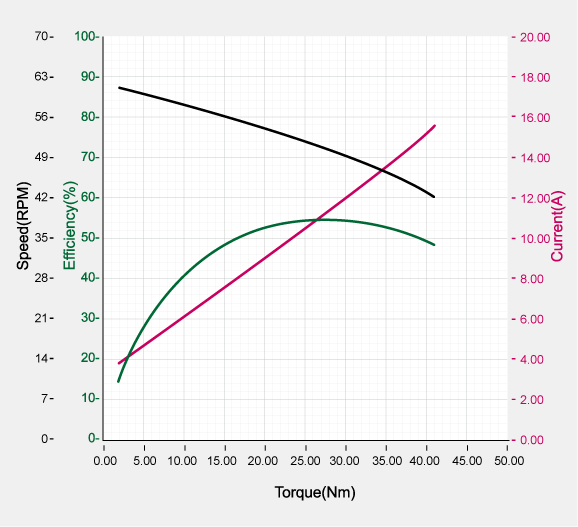 70- 100- - 20.00
63- 90- - 18.00
56- 80- - 16.00
49- 70- - 14.00
42- 60- - 12.00
35- 50- - 10.00
28- 40- - 8.00
21- 30- - 6.00
14- 20- - 4.00
7- 10- - 2.00
0- 0- - 0.00
Speed(RPM)
Efficiency(%)
Current(A)
0.00 5.00 10.00 15.00 20.00 25.00 30.00 35.00 40.00 45.00 50.00
Torque(Nm)